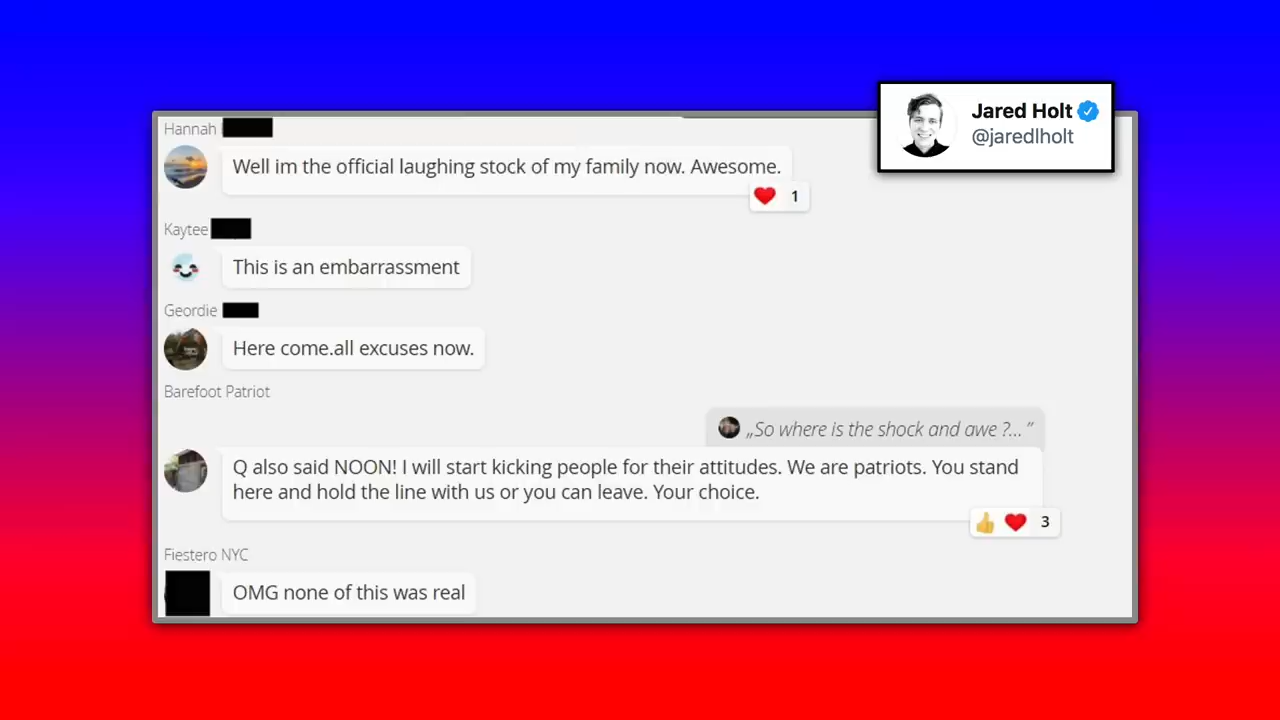 Jared Holt
@jaredlholt
Hannah
Well im the official laughing stock of my family now. Awesome.
1
Kaytee
This is an embarrassment
Geordie
Here come.all excuses now.
Barefoot Patriot
„So where is the shock and awe ?... ”
Q also said NOON! I will start kicking people for their attitudes. We are patriots. You stand
here and hold the line with us or you can leave. Your choice.
3
Fiestero NYC
OMG none of this was real